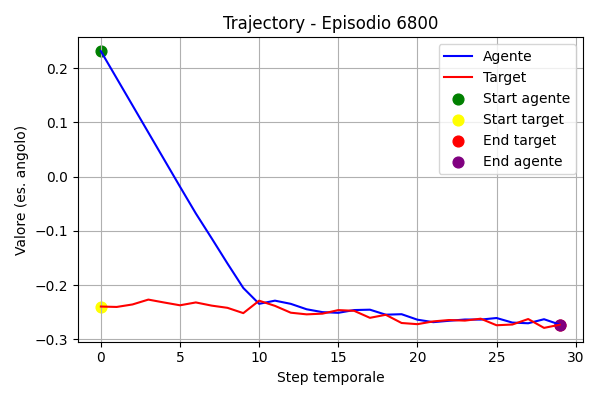 Trajectory - Episodio 6800
Agente
Target
Start agente
Start target
End target
End agente
Valore (es. angolo)
0.2
0.1
0.0
−0.1
−0.2
−0.3
0 5 10 15 20 25 30
Step temporale